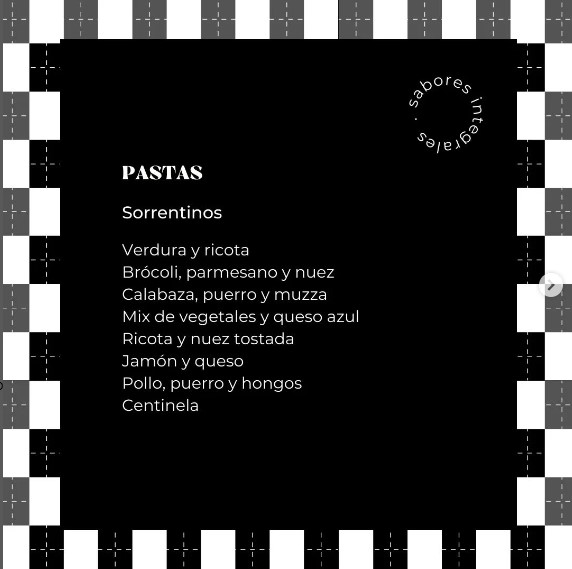 sabores integrales ·
PASTAS
Sorrentinos
Verdura y ricota
Brócoli, parmesano y nuez
Calabaza, puerro y muzza
Mix de vegetales y queso azul
Ricota y nuez tostada
Jamón y queso
Pollo, puerro y hongos
Centinela